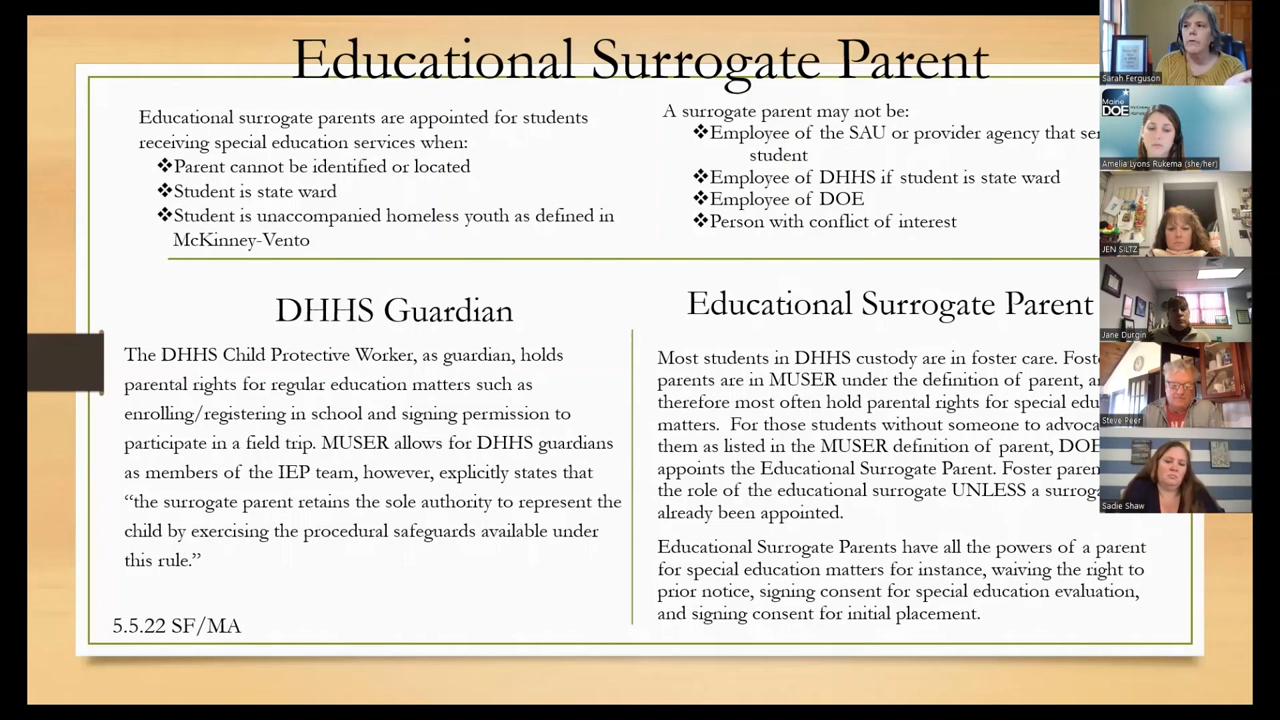 Educational Surrogate Parent
Educational surrogate parents are appointed for students
receiving special education services when:
❖Parent cannot be identified or located
❖Student is state ward
❖Student is unaccompanied homeless youth as defined in
McKinney-Vento
A surrogate parent may not be:
❖Employee of the SAU or provider agency that
student
❖Employee of DHHS if student is state ward
❖Employee of DOE
❖Person with conflict of interest
DHHS Guardian
The DHHS Child Protective Worker, as guardian, holds
parental rights for regular education matters such as
enrolling/registering in school and signing permission to
participate in a field trip. MUSER allows for DHHS guardians
as members of the IEP team, however, explicitly states that
“the surrogate parent retains the sole authority to represent the
child by exercising the procedural safeguards available under
this rule.”
5.5.22 SF/MA
Educational Surrogate Parent
Most students in DHHS custody are in foster care.
parents are in MUSER under the definition of parent,
therefore most often hold parental rights for special
matters. For those students without someone to
them as listed in the MUSER definition of parent, DOE
appoints the Educational Surrogate Parent. Foster
the role of the educational surrogate UNLESS a
already been appointed.
Educational Surrogate Parents have all the powers of a parent
for special education matters for instance, waiving the right to
prior notice, signing consent for special education evaluation,
and signing consent for initial placement.
Sarah Ferguson
Maine
DOE
Amelia Lyons Rukema (she/her)
JEN SILTZ
Jane Durgin
Steve Peer
Sadie Shaw